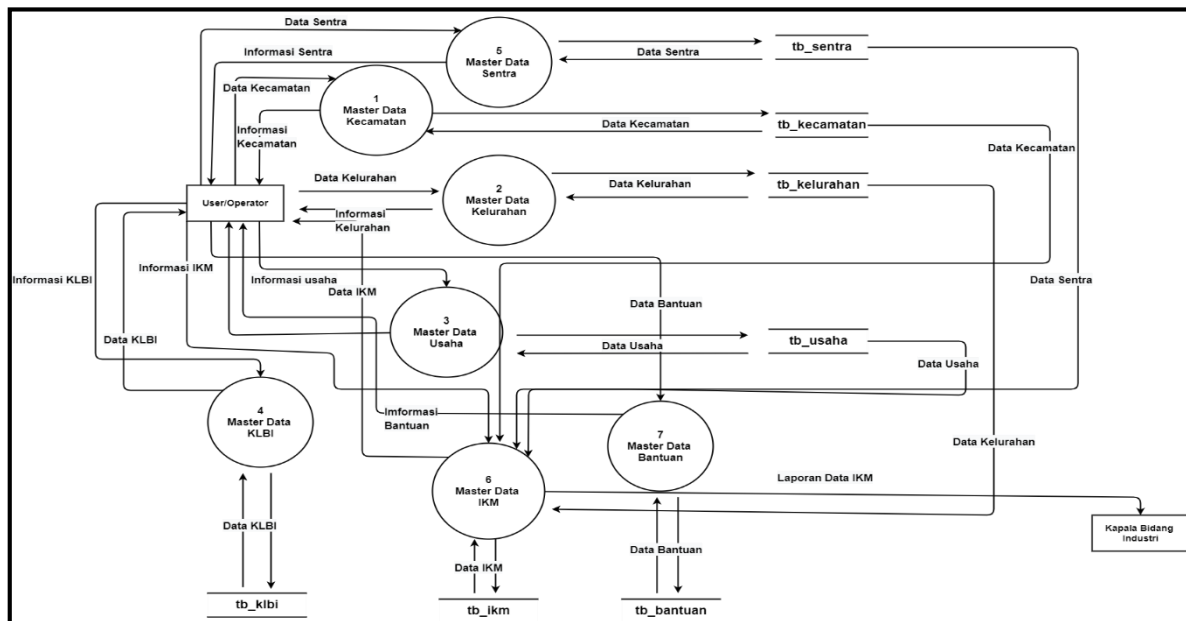 Data Sentra
Informasi Sentra
5
Master Data
Sentra
Data Sentra
tb_sentra
Data Kecamatan
1
Master Data
Kecamatan
Informasi
Kecamatan
Data Kecamatan
tb_kecamatan
Data Kecamatan
Data Kelurahan
2
Master Data
Kelurahan
Data Kelurahan
tb_kelurahan
User/Operator
Informasi
Kelurahan
Informasi KLBI
Informasi IKM
Informasi usaha
Data IKM
Data Bantuan
Data Sentra
3
Master Data
Usaha
Data Usaha
tb_usaha
Data KLBI
Data Usaha
4
Master Data
KLBI
Imformasi
Bantuan
7
Master Data
Bantuan
Data Kelurahan
6
Master Data
IKM
Laporan Data IKM
Kapala Bidang
Industri
Data KLBI
Data IKM
Data Bantuan
tb_klbi
tb_ikm
tb_bantuan